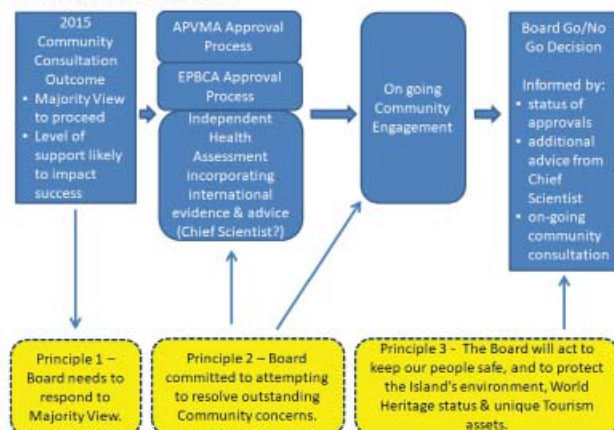 2015
Community
Consultation
Outcome
• Majority View
to proceed
• Level of
support likely
to impact
success
APVMA Approval
Process
EPBCA Approval
Process
Independent
Health
Assessment
incorporating
international
evidence & advice
(Chief Scientist?)
On going
Community
Engagement
Board Go/No
Go Decision
Informed by:
• status of
approvals
• additional
advice from
Chief
Scientist
• on-going
community
consultation
Principle 1 –
Board needs to
respond to
Majority View.
Principle 2 – Board
committed to attempting
to resolve outstanding
Community concerns.
Principle 3 - The Board will act to
keep our people safe, and to protect
the Island's environment, World
Heritage status & unique Tourism
assets.